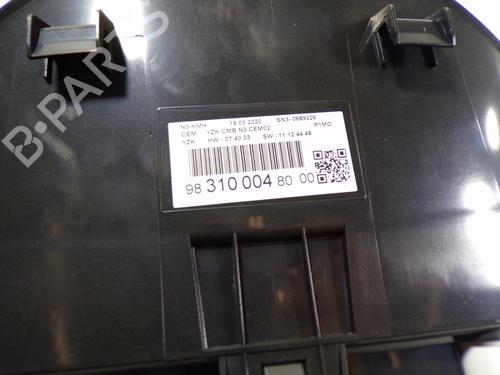 B-PARTS
N3-KMH 19.03.2020 SN3- 0689226
CEM YZK.CMB.N3.CEM02 P1MO
YZK HW - 07.40.03 SW - 11.12.44.48
98 310 004 80 00